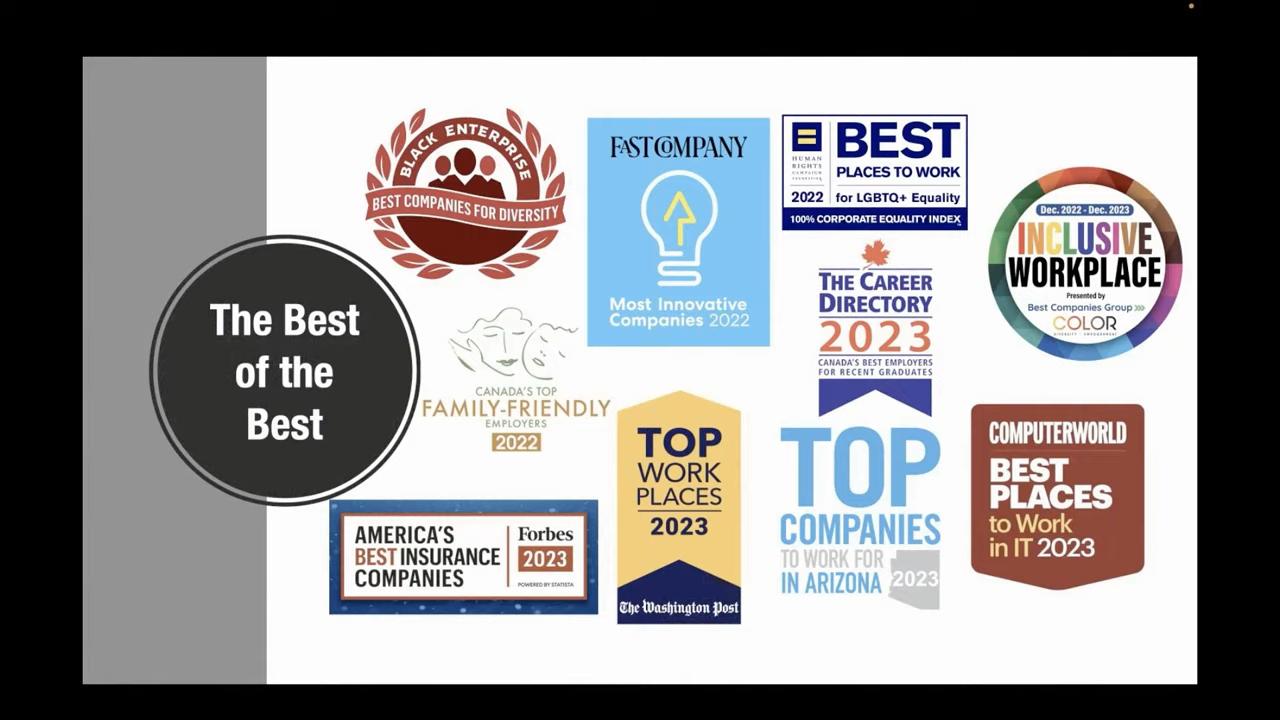 The Best
of the
Best
BLACK ENTERPRISE
BEST COMPANIES FOR DIVERSITY
FAST COMPANY
Most Innovative
Companies 2022
HUMAN
RIGHTS
CAMPAIGN
FOUNDATION
2022
BEST
PLACES TO WORK
for LGBTQ+ Equality
100% CORPORATE EQUALITY INDEX
Dec. 2022 - Dec. 2023
INCLUSIVE
WORKPLACE
Presented by
Best Companies Group
COLOR
DIVERSITY · EMPOWERMENT
THE CAREER
DIRECTORY
2023
CANADA'S BEST EMPLOYERS
FOR RECENT GRADUATES
CANADA'S TOP
FAMILY-FRIENDLY
EMPLOYERS
2022
TOP
WORK
PLACES
2023
The Washington Post
TOP
COMPANIES
TO WORK FOR
IN ARIZONA
2023
COMPUTERWORLD
BEST
PLACES
to Work
in IT 2023
AMERICA'S
BEST INSURANCE
COMPANIES
Forbes
2023
POWERED BY STATISTA